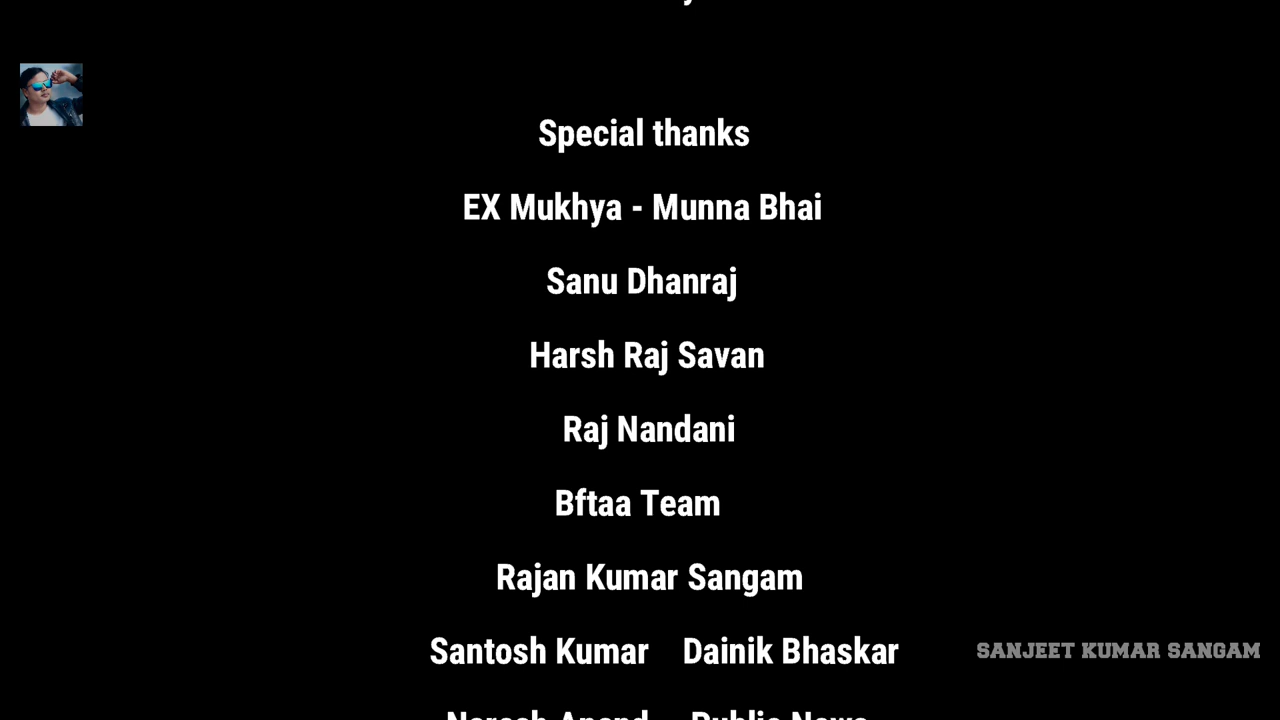 Special thanks
EX Mukhya - Munna Bhai
Sanu Dhanraj
Harsh Raj Savan
Raj Nandani
Bftaa Team
Rajan Kumar Sangam
Santosh Kumar Dainik Bhaskar
SANJEET KUMAR SANGAM